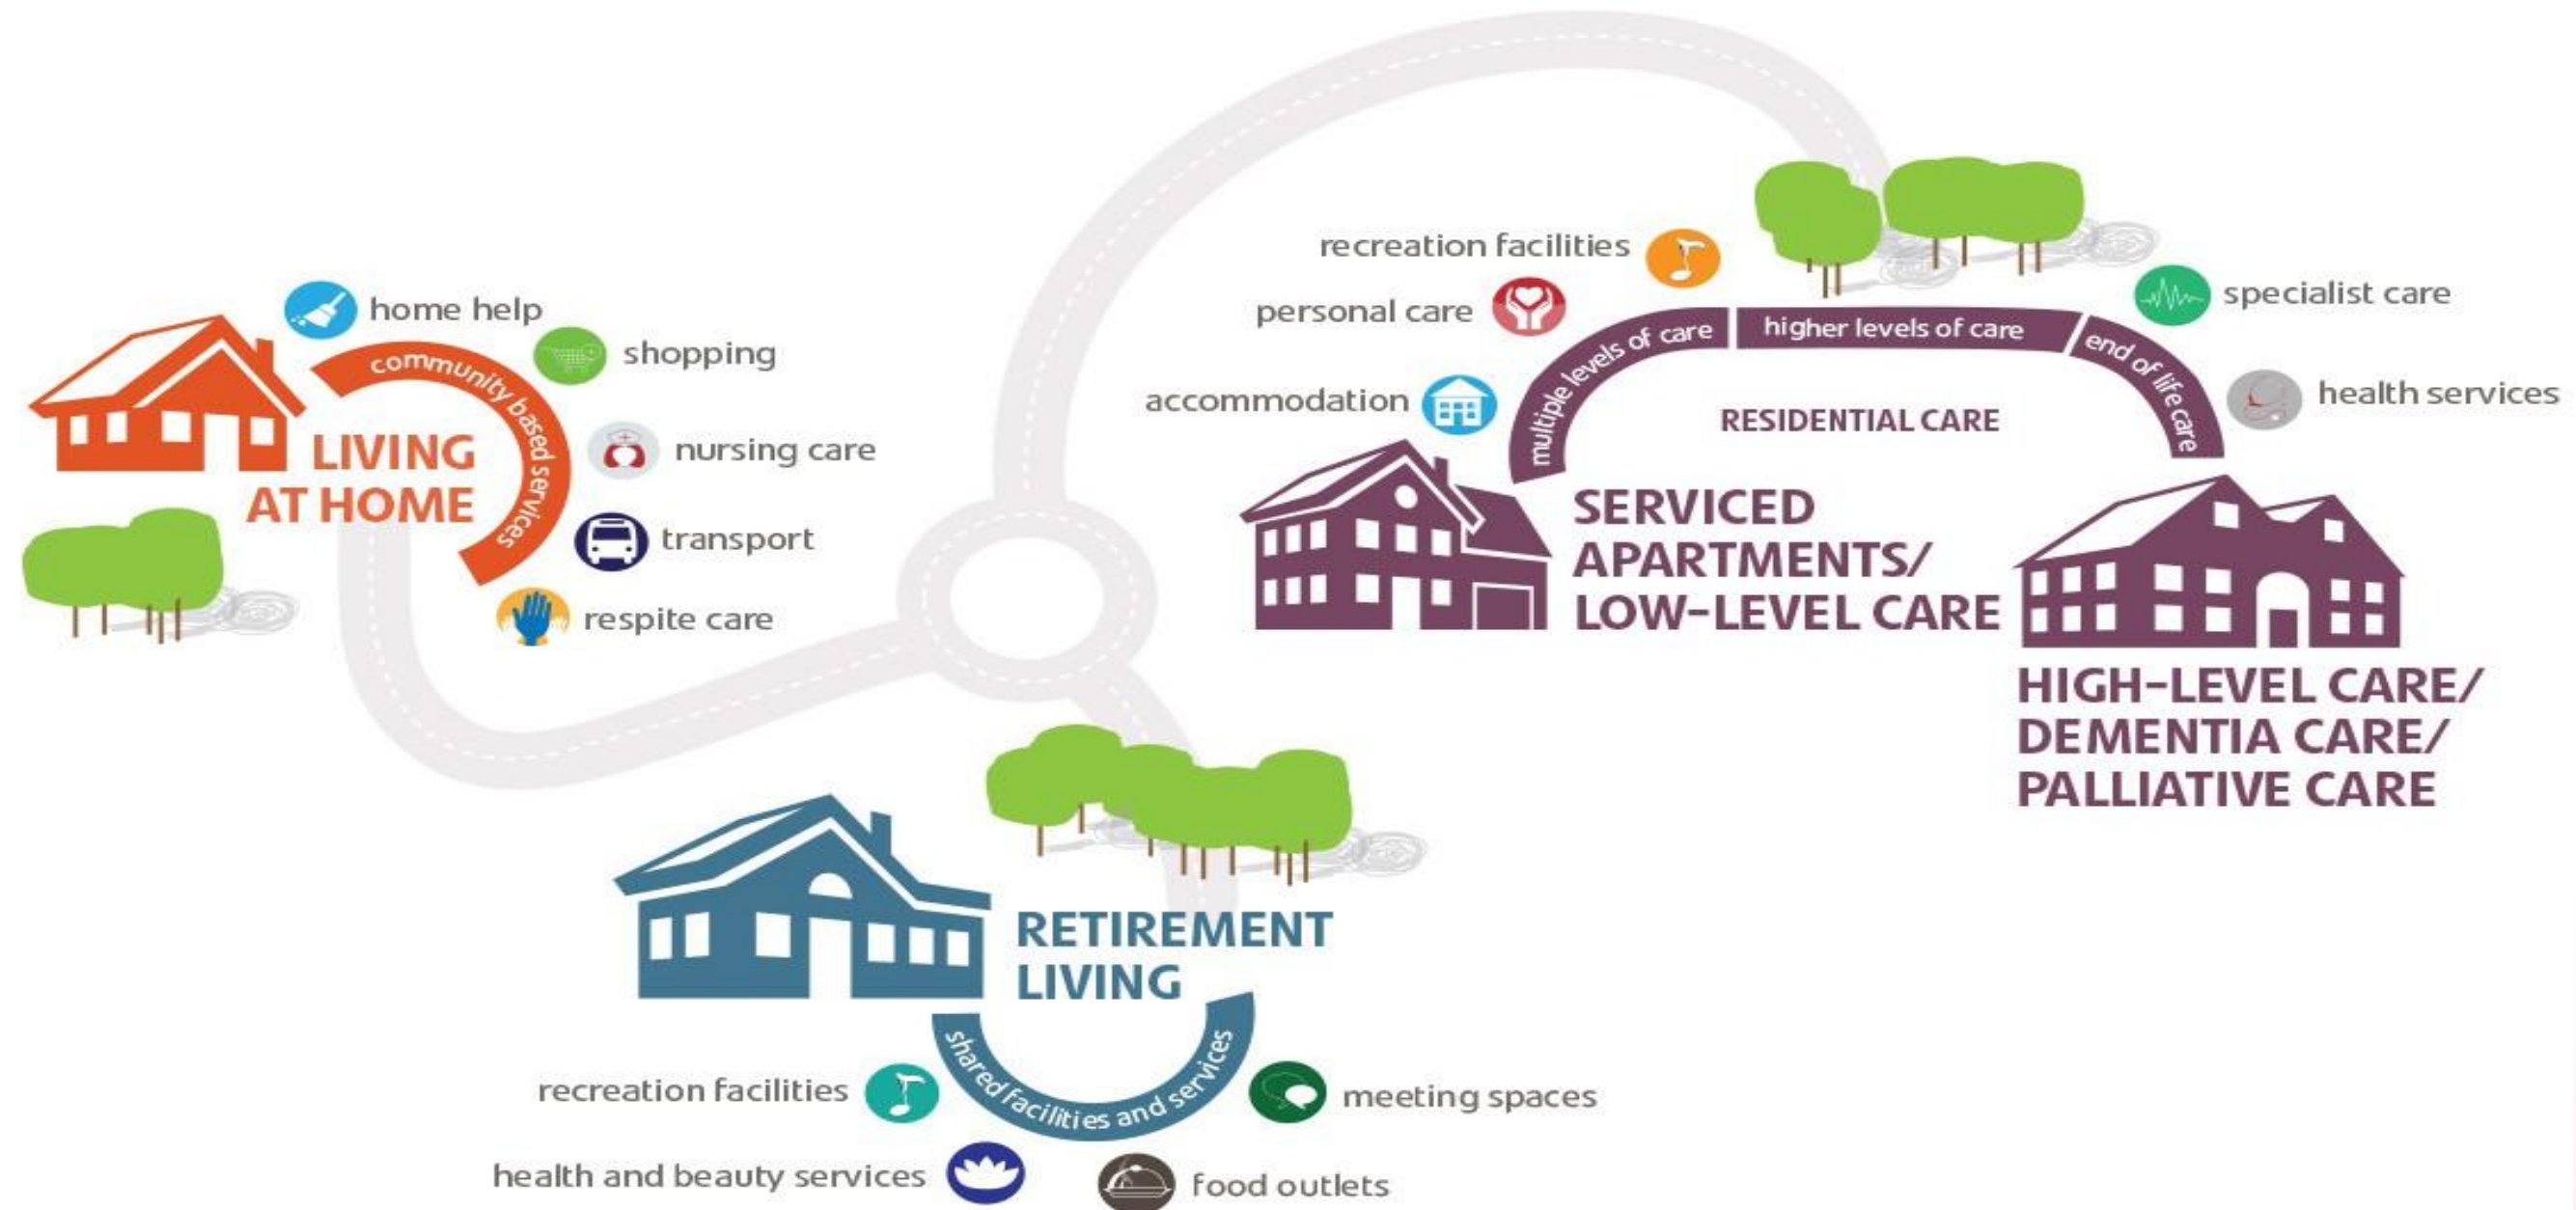 home help
shopping
community based services
nursing care
LIVING
AT HOME
transport
respite care
recreation facilities
personal care
accommodation
multiple levels of care
higher levels of care
end of life care
specialist care
health services
RESIDENTIAL CARE
SERVICED
APARTMENTS/
LOW-LEVEL CARE
HIGH-LEVEL CARE/
DEMENTIA CARE/
PALLIATIVE CARE
RETIREMENT
LIVING
shared facilities and services
recreation facilities
meeting spaces
health and beauty services
food outlets